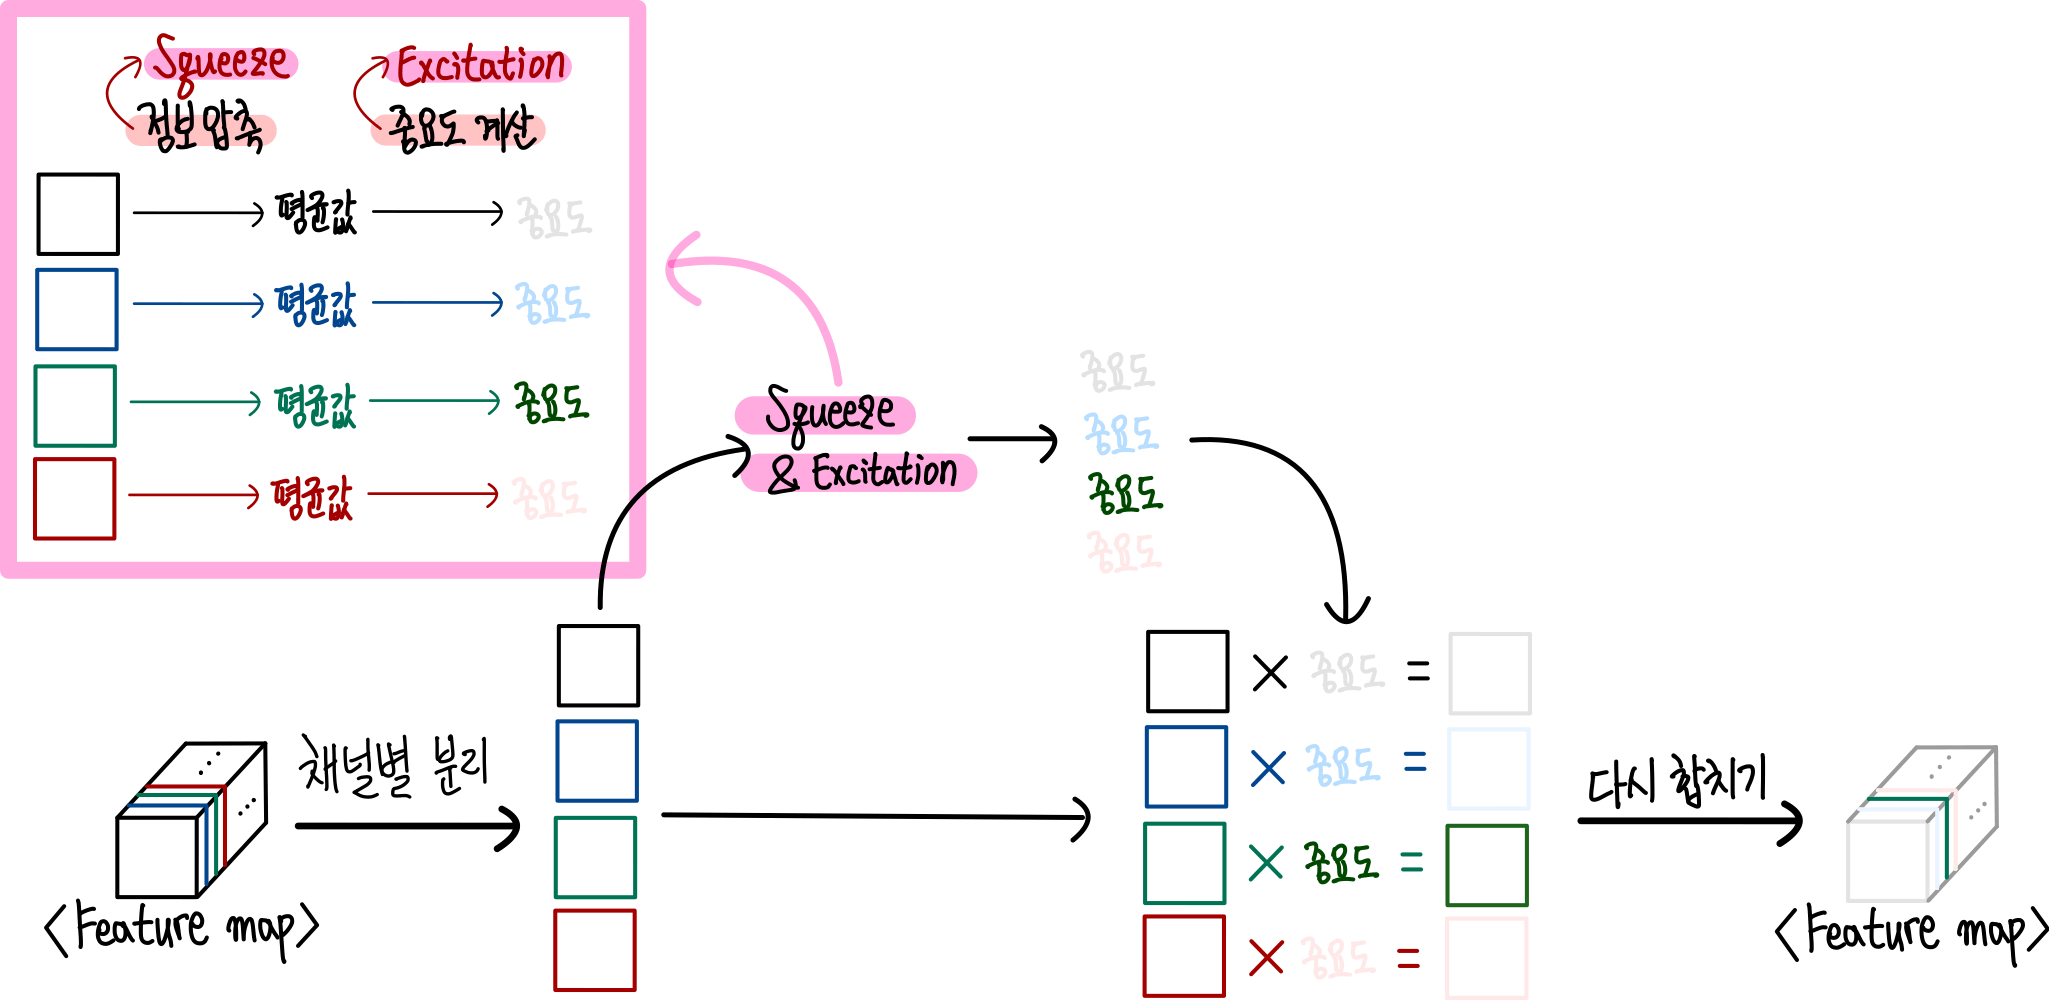 Squeeze Excitation
정보압축 중요도 계산
평균값 중요도
평균값 중요도
평균값 중요도
평균값 중요도
Squeeze
& Excitation
중요도
중요도
중요도
중요도
채널별 분리
<Feature map>
× 중요도 =
× 중요도 =
× 중요도 =
× 중요도 =
다시 합치기
<Feature map>